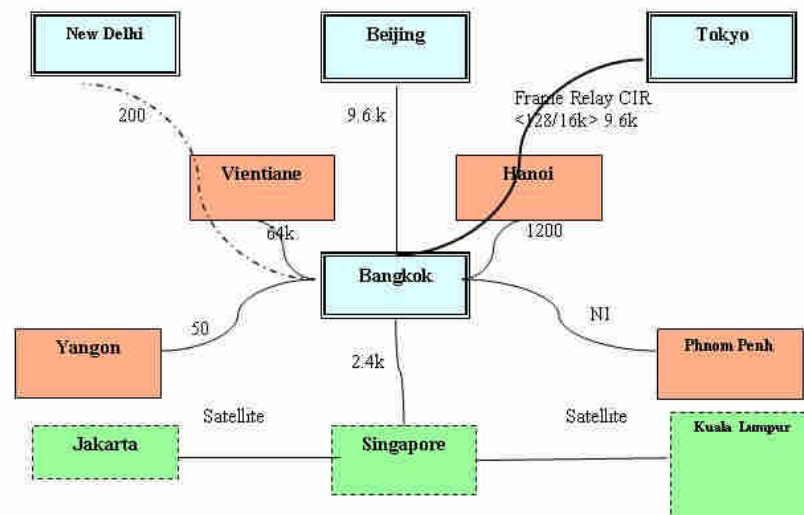 New Delhi
Beijing
Tokyo
200
9.6 k
Frame Relay CIR
<128/16k> 9.6k
Vientiane
Hanoi
64k
1200
Bangkok
50
NI
Yangon
2.4k
Phnom Penh
Satellite
Satellite
Jakarta
Singapore
Kuala Lumpur